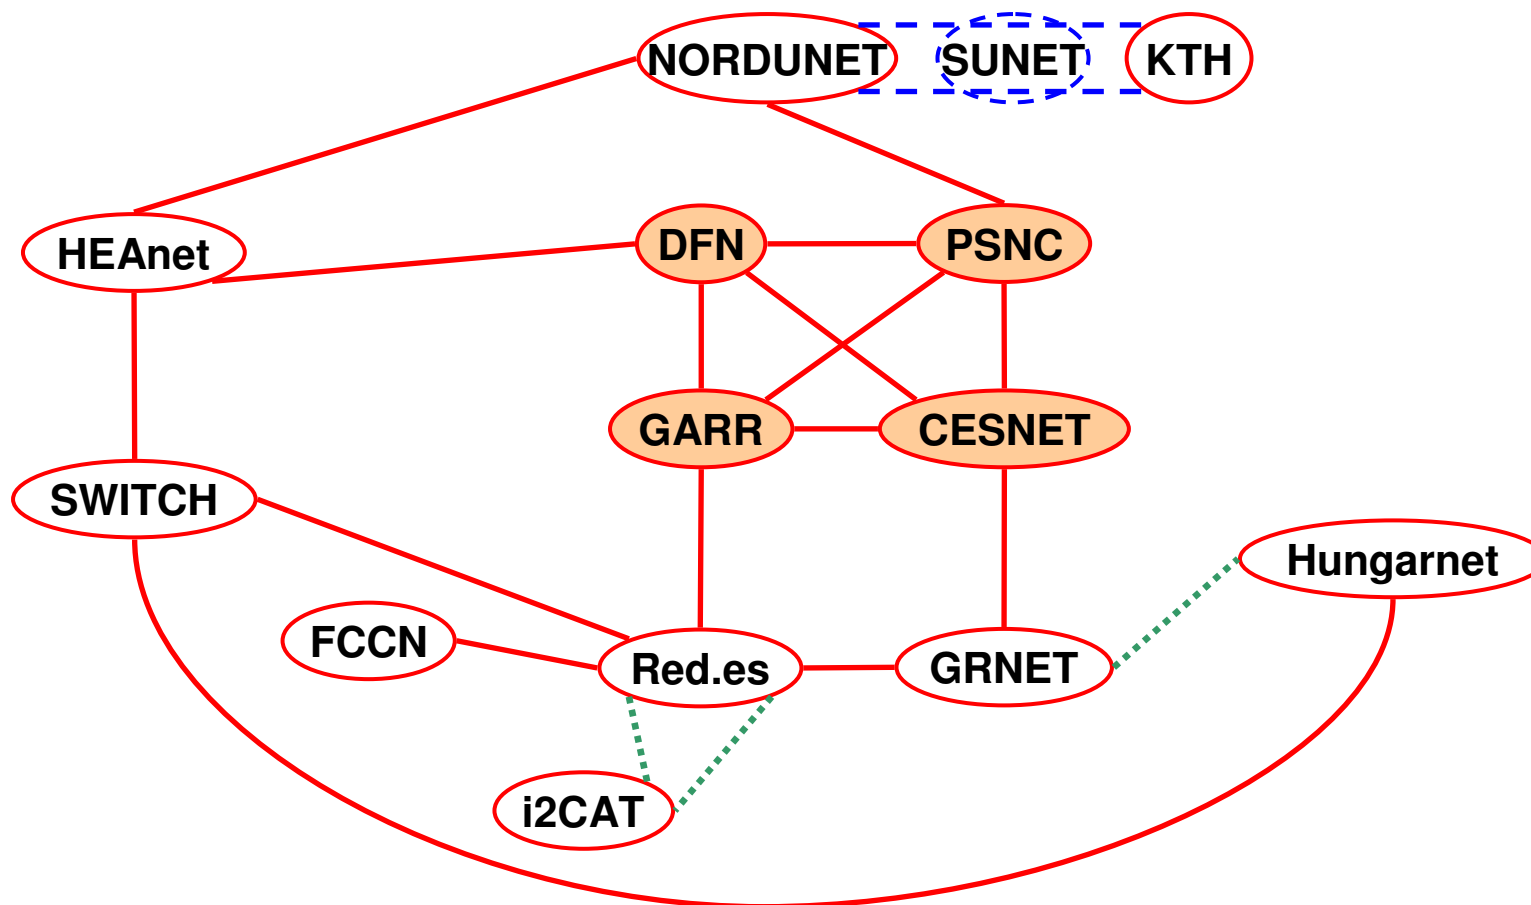 NORDUNET
SUNET
KTH
HEAnet
DFN
PSNC
GARR
CESNET
SWITCH
Hungarnet
FCCN
Red.es
GRNET
i2CAT